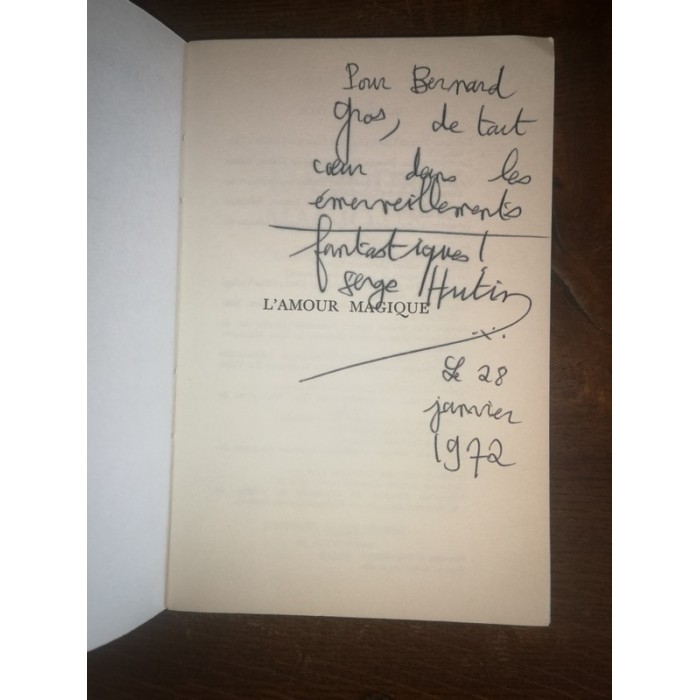 Pour Bernard
Gros, de tout
cœur dans les
émerveillements
fantastiques!
Serge Hutin
L'AMOUR MAGIQUE
Le 28
janvier
1972